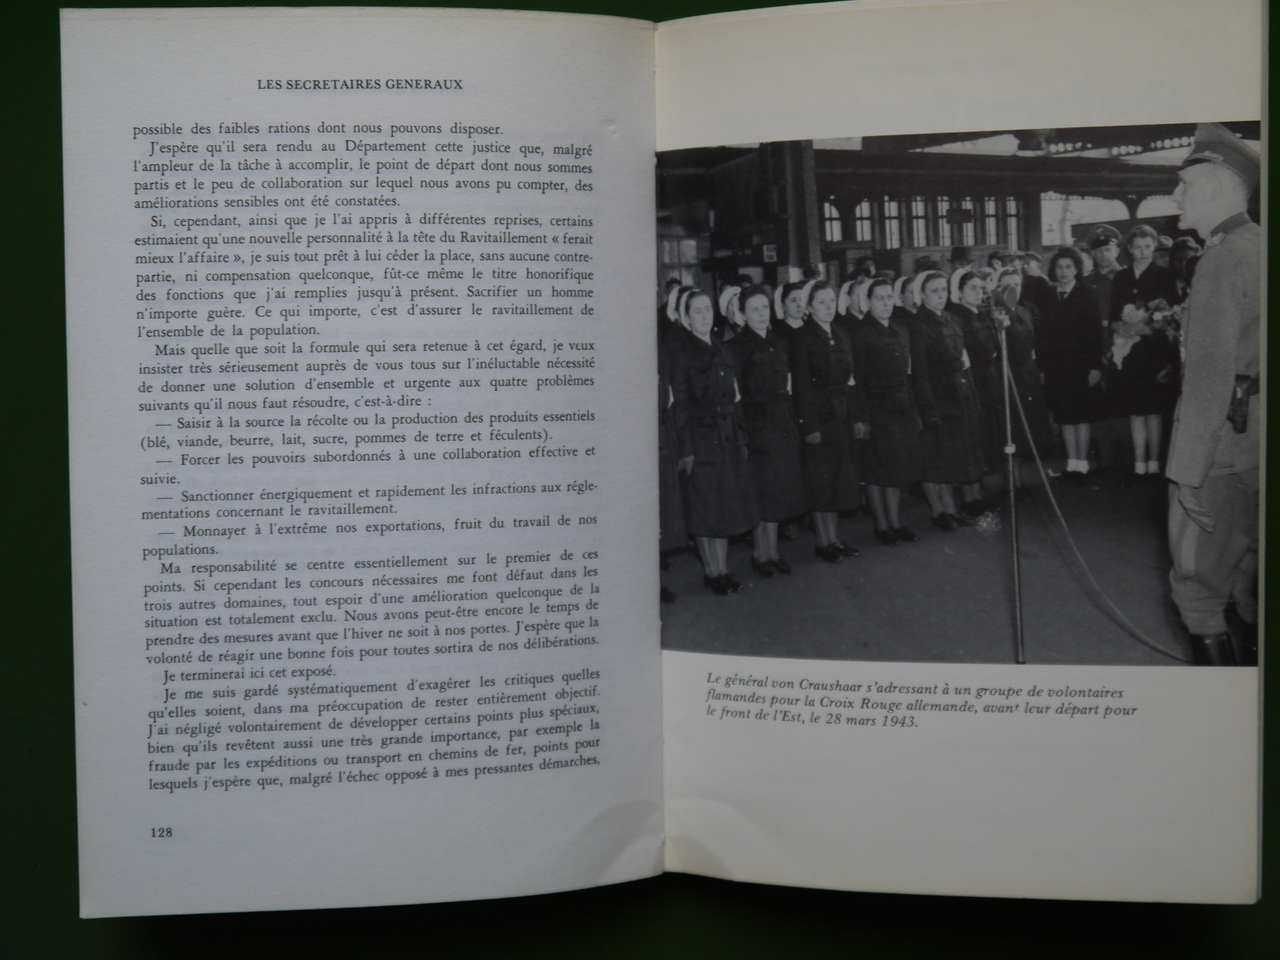 LES SECRETAIRES GENERAUX
possible des faibles rations dont nous pouvons disposer.
J'espère qu'il sera rendu au Département cette justice que, malgré
l'ampleur de la tâche à accomplir, le point de départ dont nous sommes
partis et le peu de collaboration sur lequel nous avons pu compter, des
améliorations sensibles ont été constatées.
Si, cependant, ainsi que je l'ai appris à différentes reprises, certains
estimaient qu'une nouvelle personnalité à la tête du Ravitaillement « ferait
mieux l'affaire », je suis tout prêt à lui céder la place, sans aucune contre-
partie, ni compensation quelconque, fût-ce même le titre honorifique
des fonctions que j'ai remplies jusqu'à présent. Sacrifier un homme
n'importe guère. Ce qui importe, c'est d'assurer le ravitaillement de
l'ensemble de la population.
Mais quelle que soit la formule qui sera retenue à cet égard, je veux
insister très sérieusement auprès de vous tous sur l'inéluctable nécessité
de donner une solution d'ensemble et urgente aux quatre problèmes
suivants qu'il nous faut résoudre, c'est-à-dire :
— Saisir à la source la récolte ou la production des produits essentiels
(blé, viande, beurre, lait, sucre, pommes de terre et féculents).
— Forcer les pouvoirs subordonnés à une collaboration effective et
suivie.
— Sanctionner énergiquement et rapidement les infractions aux régle-
mentations concernant le ravitaillement.
— Monnayer à l'extrême nos exportations, fruit du travail de nos
populations.
Ma responsabilité se centre essentiellement sur le premier de ces
points. Si cependant les concours nécessaires me font défaut dans les
trois autres domaines, tout espoir d'une amélioration quelconque de la
situation est totalement exclu. Nous avons peut-être encore le temps de
prendre des mesures avant que l'hiver ne soit à nos portes. J'espère que la
volonté de réagir une bonne fois pour toutes sortira de nos délibérations.
Je terminerai ici cet exposé.
Je me suis gardé systématiquement d'exagérer les critiques quelles
qu'elles soient, dans ma préoccupation de rester entièrement objectif.
J'ai négligé volontairement de développer certains points plus spéciaux,
bien qu'ils revêtent aussi une très grande importance, par exemple la
fraude par les expéditions ou transport en chemins de fer, points pour
lesquels j'espère que, malgré l'échec opposé à mes pressantes démarches,
128
Le général von Craushaar s'adressant à un groupe de volontaires
flamandes pour la Croix Rouge allemande, avant leur départ pour
le front de l'Est, le 28 mars 1943.